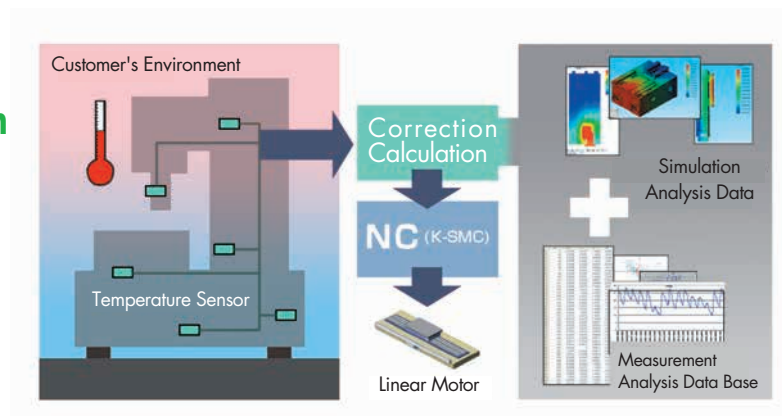 n
Customer's Environment
Temperature Sensor
Correction
Calculation
NC (K-SMC)
Linear Motor
Simulation
Analysis Data
Measurement
Analysis Data Base